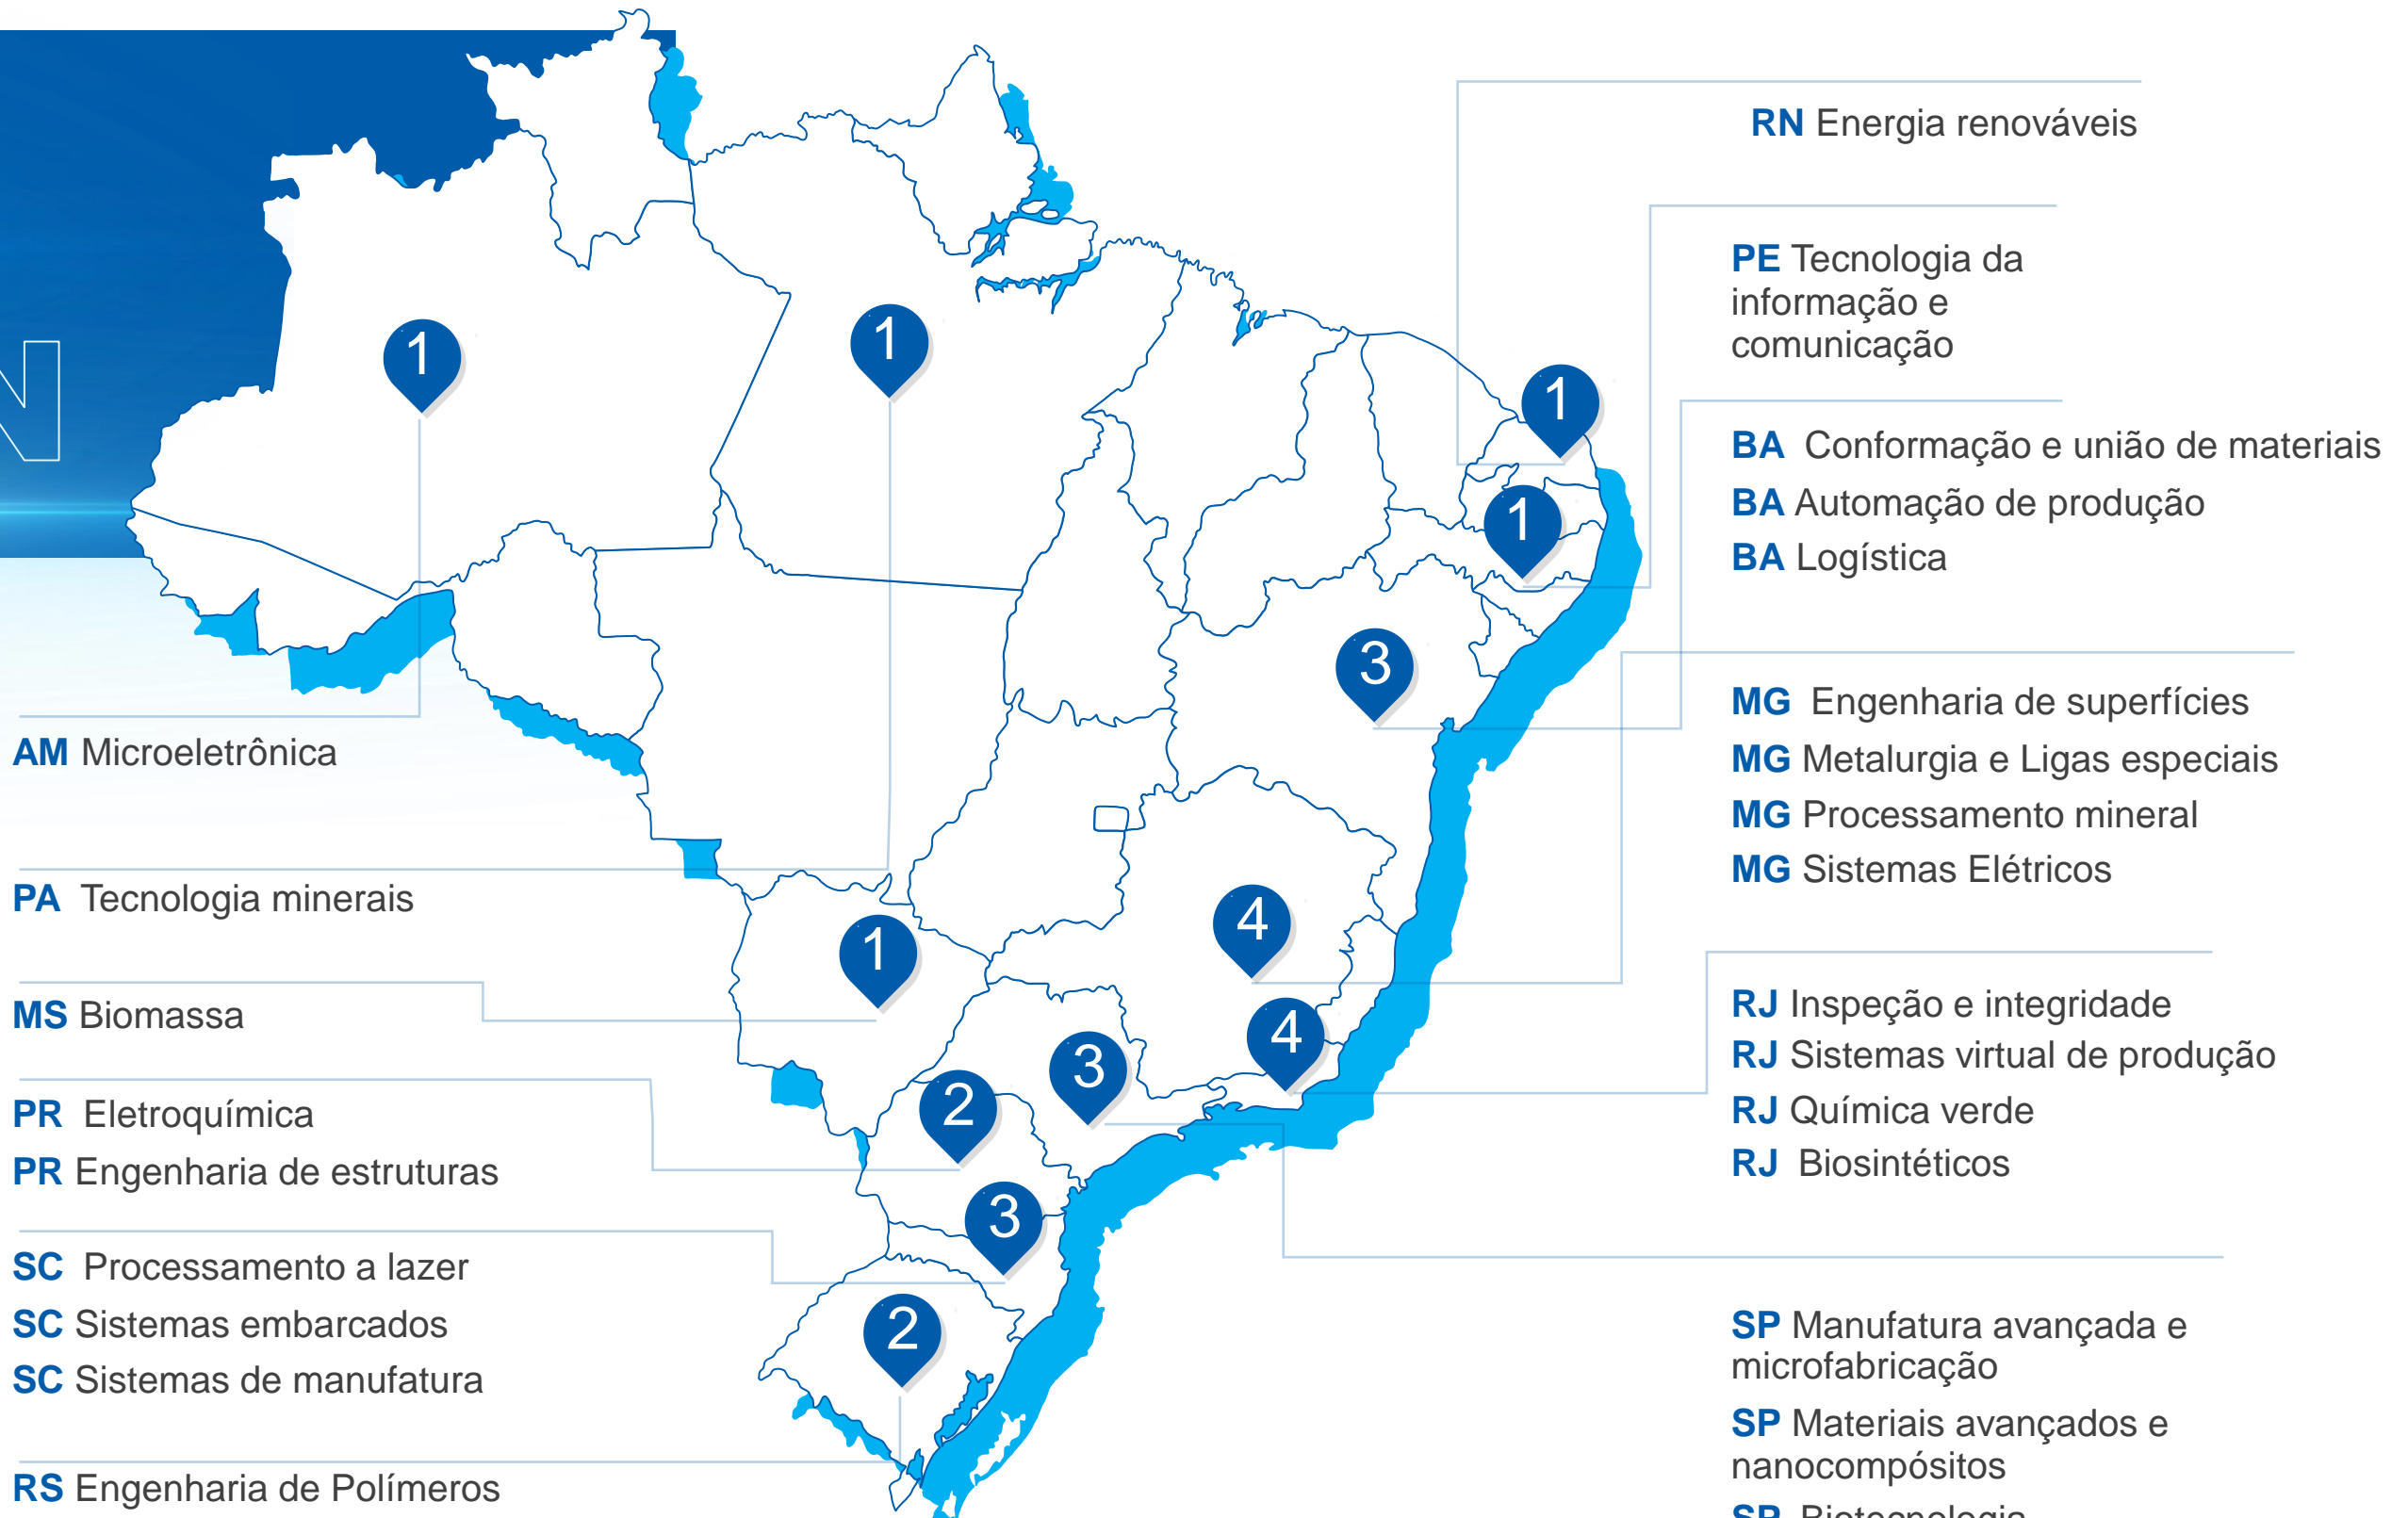 N
1
1
1
1
3
1
4
4
3
2
3
2
AM Microeletrônica
PA Tecnologia minerais
MS Biomassa
PR Eletroquímica
PR Engenharia de estruturas
SC Processamento a lazer
SC Sistemas embarcados
SC Sistemas de manufatura
RS Engenharia de Polímeros
RN Energia renováveis
PE Tecnologia da
informação e
comunicação
BA Conformação e união de materiais
BA Automação de produção
BA Logística
MG Engenharia de superfícies
MG Metalurgia e Ligas especiais
MG Processamento mineral
MG Sistemas Elétricos
RJ Inspeção e integridade
RJ Sistemas virtual de produção
RJ Química verde
RJ Biosintéticos
SP Manufatura avançada e
microfabricação
SP Materiais avançados e
nanocompósitos
SP Biotecnologia